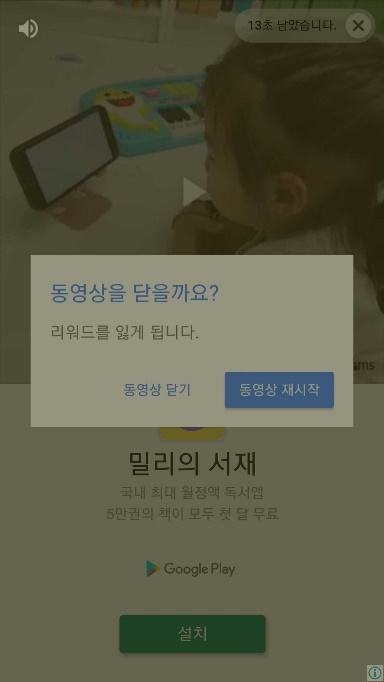 13초 남았습니다.
동영상을 닫을까요?
리워드를 잃게 됩니다.
동영상 닫기
동영상 재시작
밀리의 서재
국내 최대 월정액 독서앱
5만권의 책이 모두 첫 달 무료
Google Play
설치